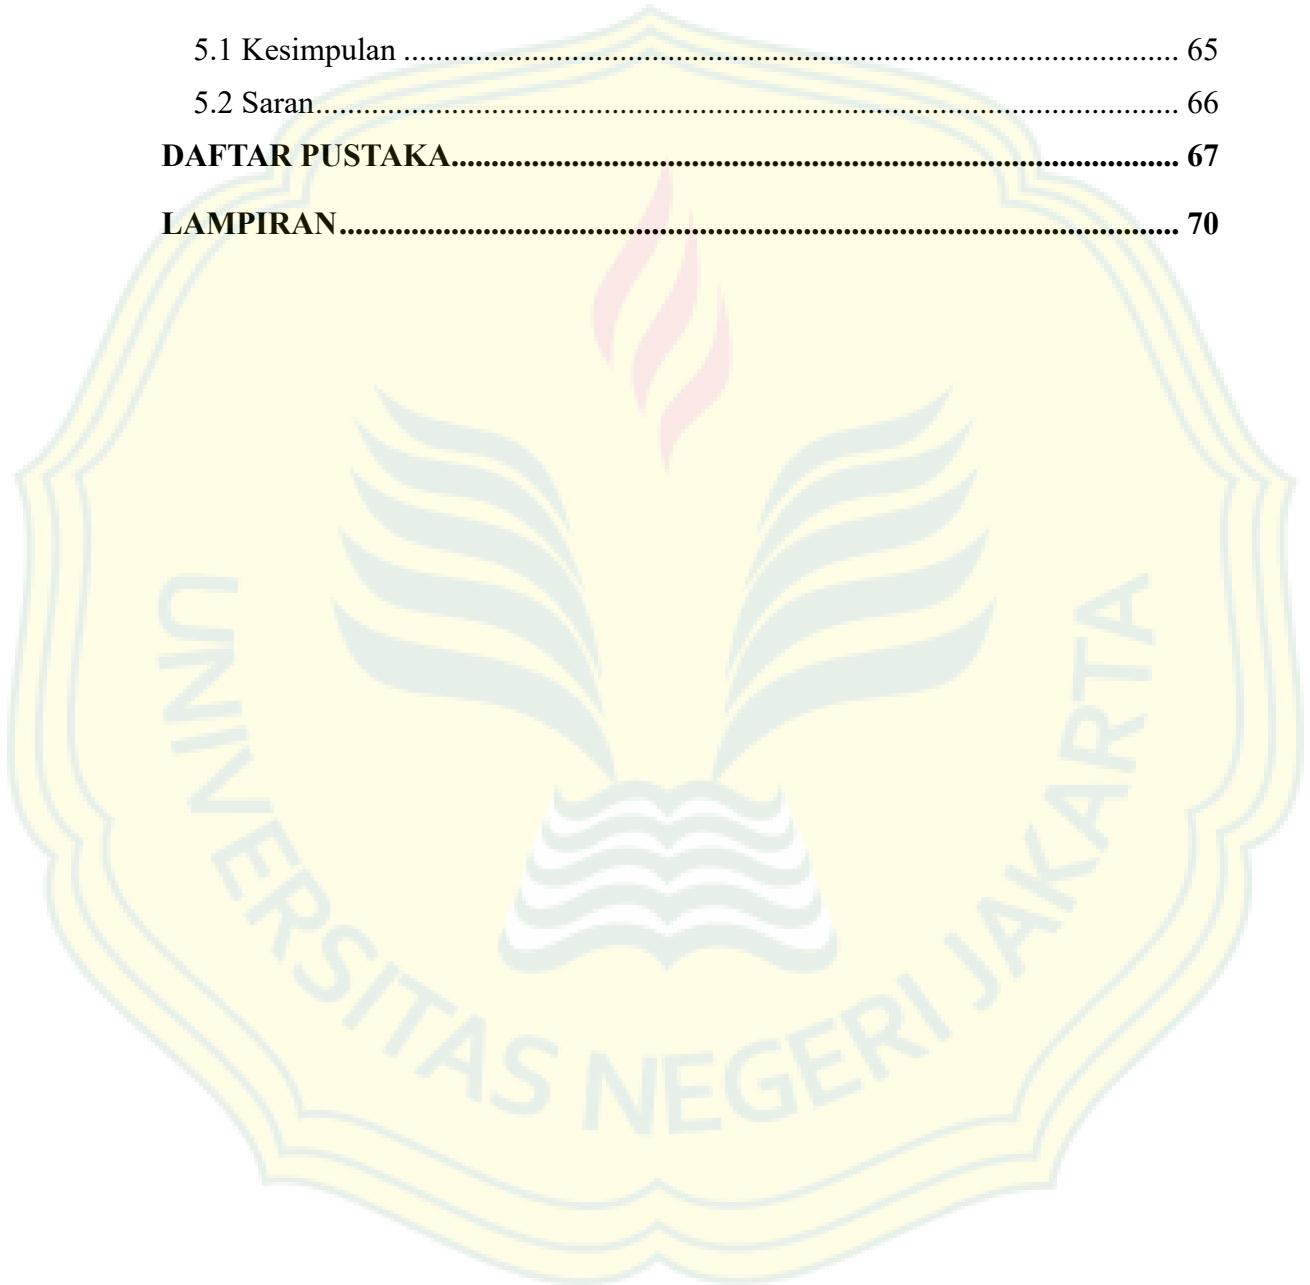 5.1 Kesimpulan ................................................................................................. 65
5.2 Saran............................................................................................................ 66
DAFTAR PUSTAKA........................................................................................... 67
LAMPIRAN......................................................................................................... 70
UNIVERSITAS NEGERI JAKARTA